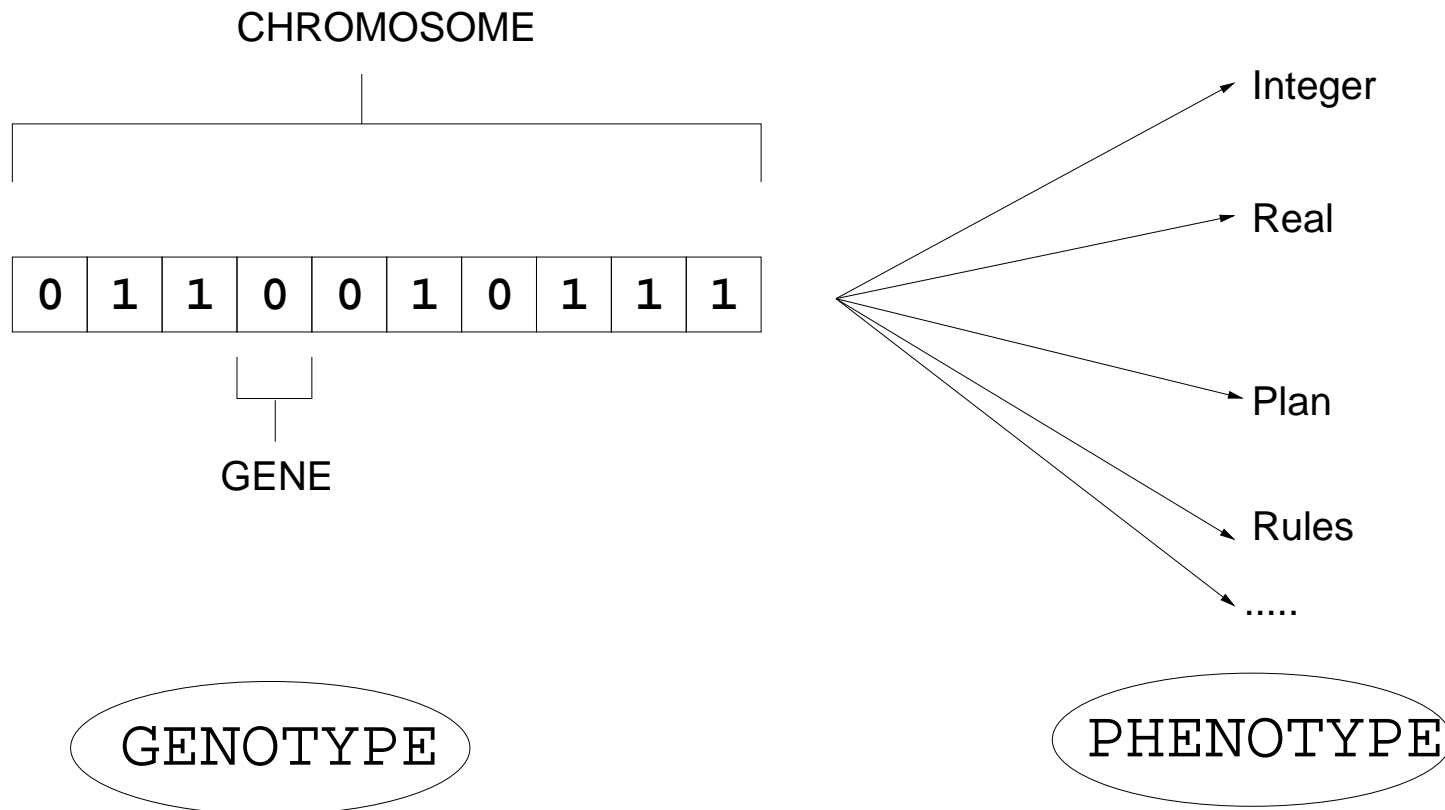 CHROMOSOME
0 1 1 0 0 1 0 1 1 1
GENE
Integer
Real
Plan
Rules
.....
GENOTYPE
PHENOTYPE